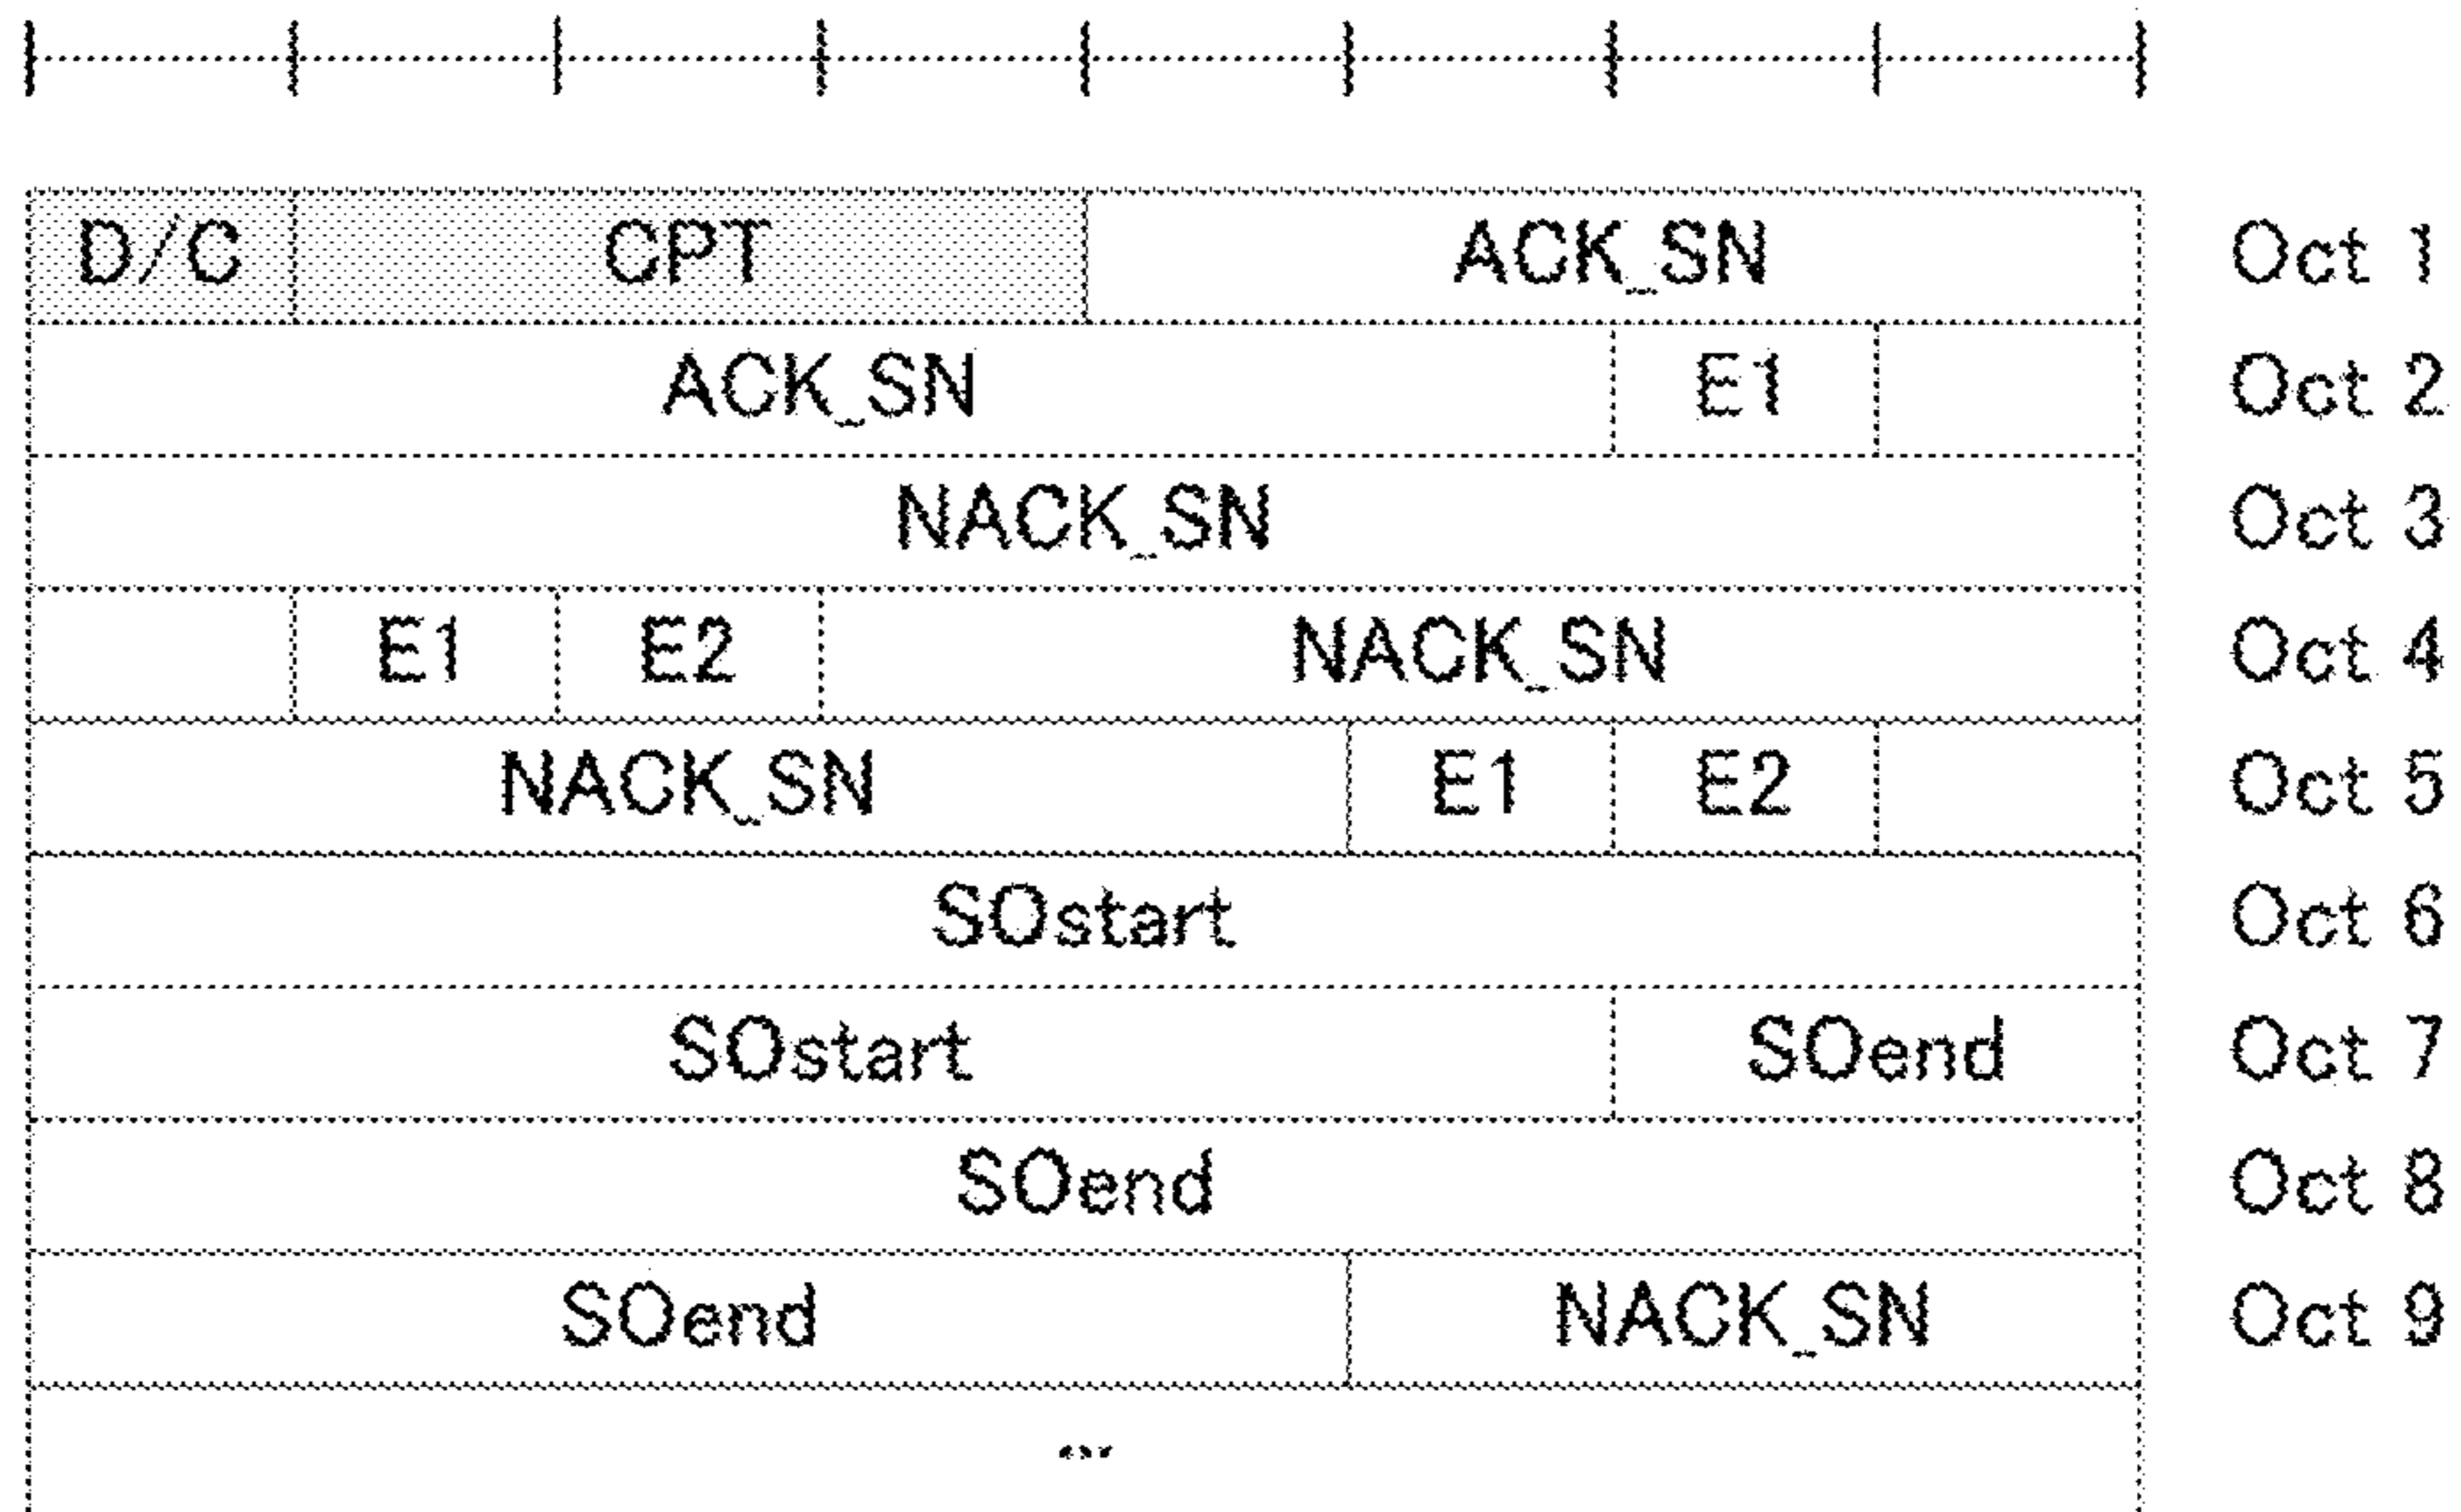 D/C CPT ACK_SN Oct 1
ACK_SN E1 Oct 2
NACK_SN Oct 3
E1 E2 NACK_SN Oct 4
NACK_SN E1 E2 Oct 5
SOstart Oct 6
SOstart SOend Oct 7
SOend Oct 8
SOend NACK_SN Oct 9
...